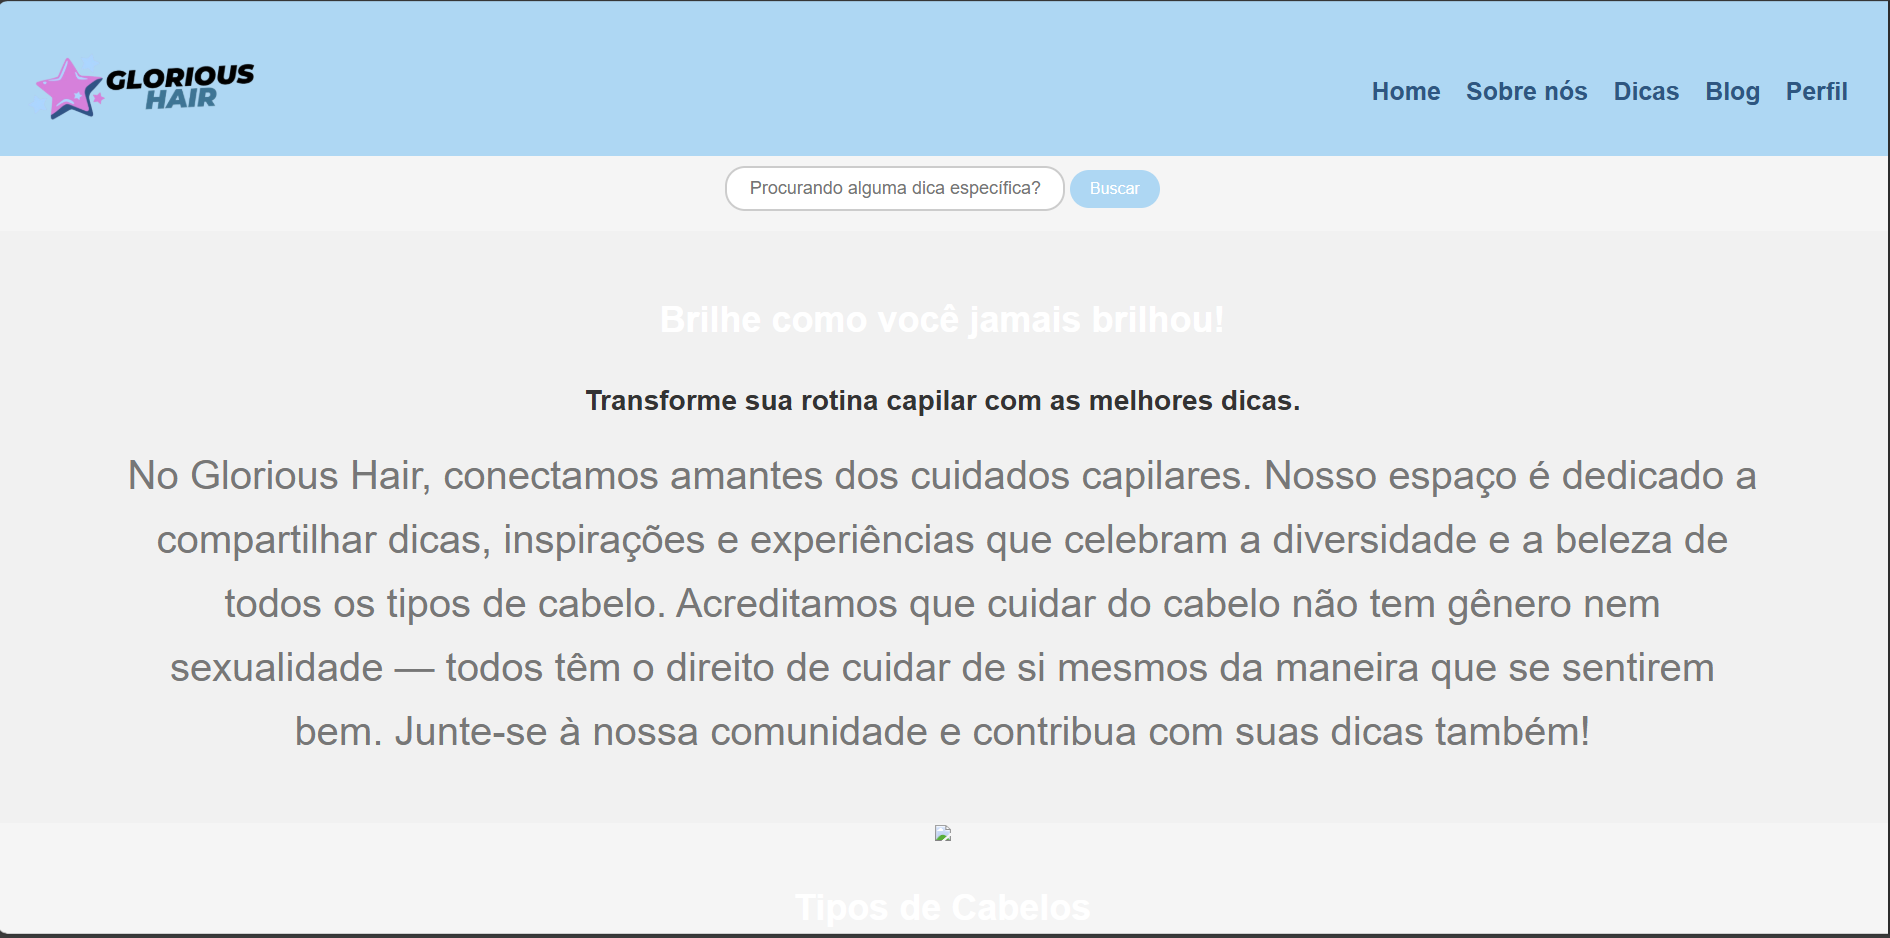 GLORIOUS
HAIR
Home Sobre nós Dicas Blog Perfil
Procurando alguma dica específica? Buscar
Brilhe como você jamais brilhou!
Transforme sua rotina capilar com as melhores dicas.
No Glorious Hair, conectamos amantes dos cuidados capilares. Nosso espaço é dedicado a
compartilhar dicas, inspirações e experiências que celebram a diversidade e a beleza de
todos os tipos de cabelo. Acreditamos que cuidar do cabelo não tem gênero nem
sexualidade — todos têm o direito de cuidar de si mesmos da maneira que se sentirem
bem. Junte-se à nossa comunidade e contribua com suas dicas também!
Tipos de Cabelos